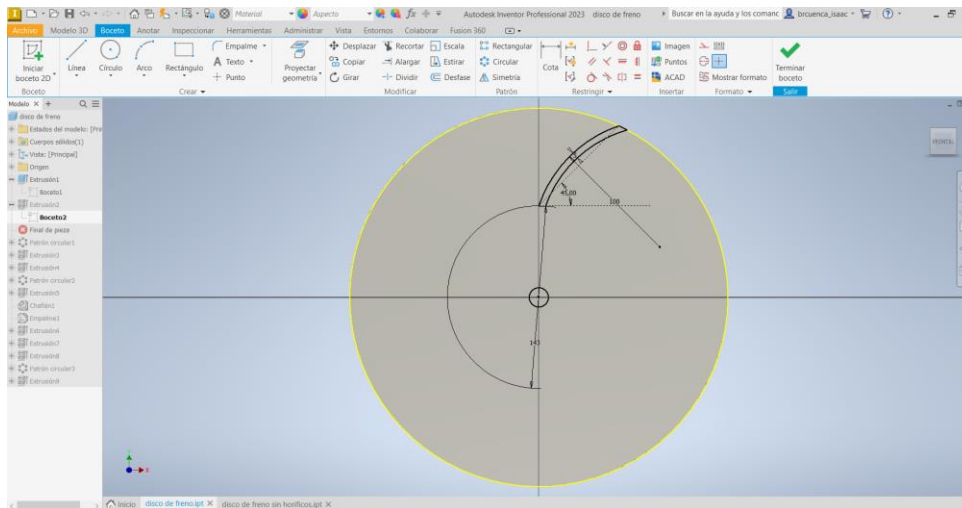 Material
Aspecto
Autodesk Inventor Professional 2023 disco de freno
Buscar en la ayuda y los comanc
brcuenca_isaac
Archivo Modelo 3D Boceto Anotar Inspeccionar Herramientas Administrar Vista Entornos Colaborar Fusion 360
Iniciar boceto 2D
Línea
Círculo
Arco
Rectángulo
Empalme
Texto
Punto
Proyectar geometría
Desplazar
Copiar
Girar
Recortar
Alargar
Dividir
Escala
Estirar
Desfase
Rectangular
Circular
Simetría
Cota
Imagen
Puntos
ACAD
Mostrar formato
Terminar boceto
Boceto Crear Modificar Patrón Restringir Insertar Formato Salir
Modelo
disco de freno
Estados del modelo: [Pri
Cuerpos sólidos(1)
Vista: [Principal]
Origen
Extrusión1
Boceto1
Extrusión2
Boceto2
Final de pieza
Patrón circular1
Extrusión3
Extrusión4
Patrón circular2
Extrusión5
Chaflán1
Empalme1
Extrusión6
Extrusión7
Extrusión8
Patrón circular3
Extrusión9
FRONTAL
45,00
100
143
X
Inicio disco de freno.ipt disco de freno sin horificos.ipt